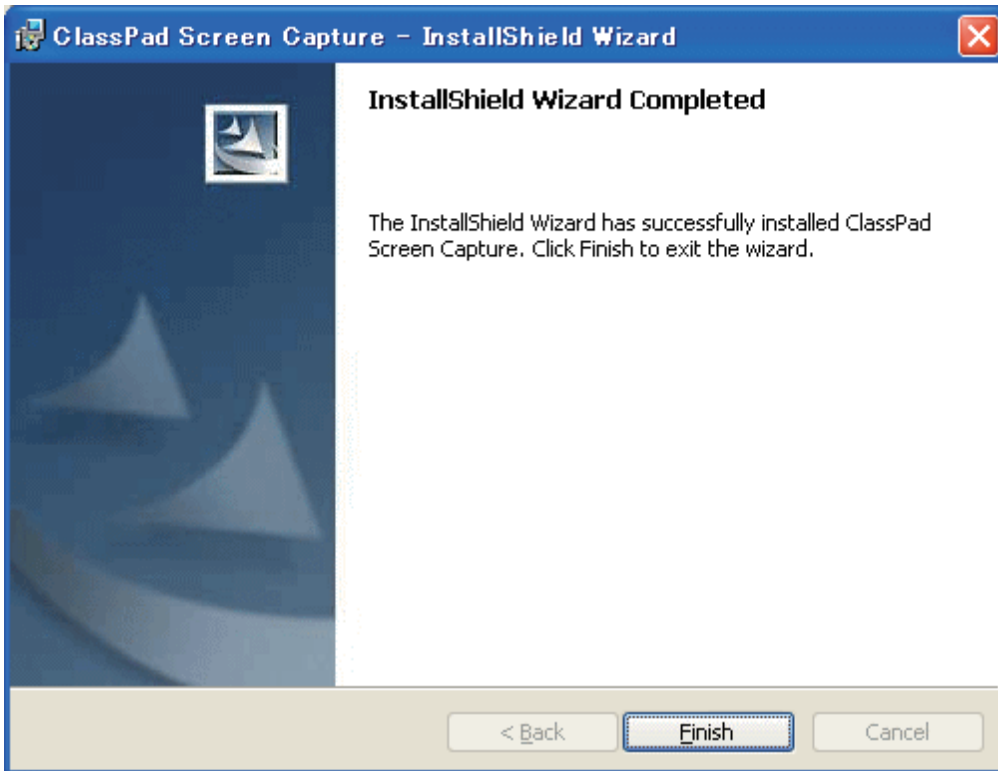 ClassPad Screen Capture - InstallShield Wizard
InstallShield Wizard Completed
The InstallShield Wizard has successfully installed ClassPad
Screen Capture. Click Finish to exit the wizard.
< Back
Finish
Cancel